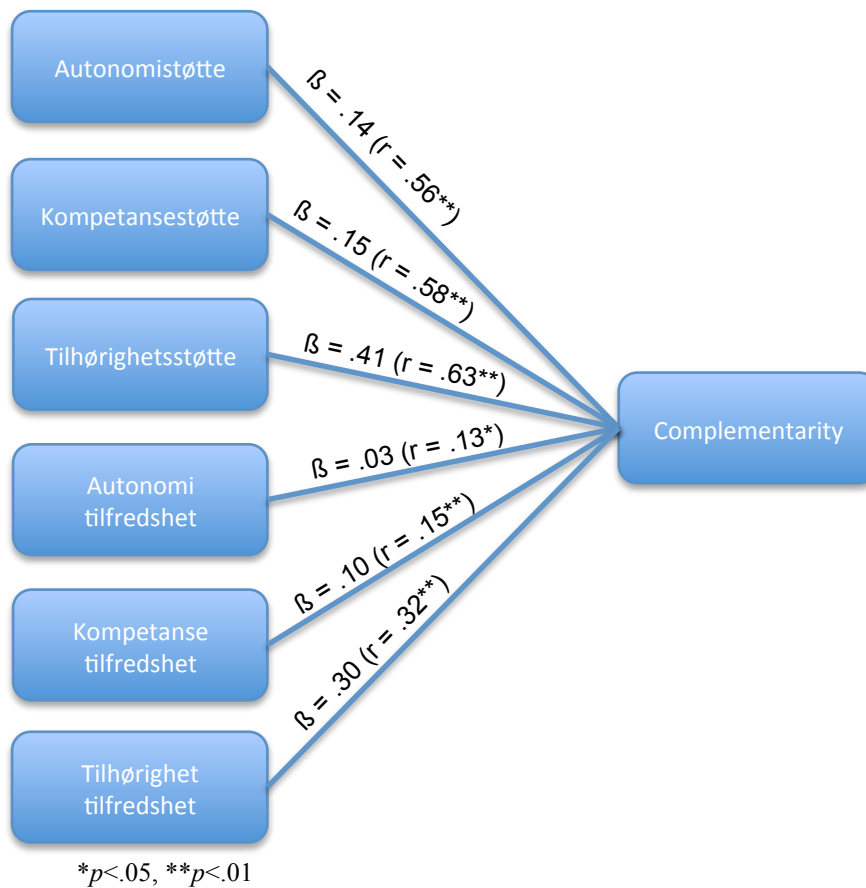 Autonomistøtte
ß = .14 (r = .56**)
Kompetansestøtte
ß = .15 (r = .58**)
Tilhørighetsstøtte
ß = .41 (r = .63**)
Complementarity
Autonomi
tilfredshet
ß = .03 (r = .13*)
Kompetanse
tilfredshet
ß = .10 (r = .15**)
Tilhørighet
tilfredshet
ß = .30 (r = .32**)
*p<.05, **p<.01